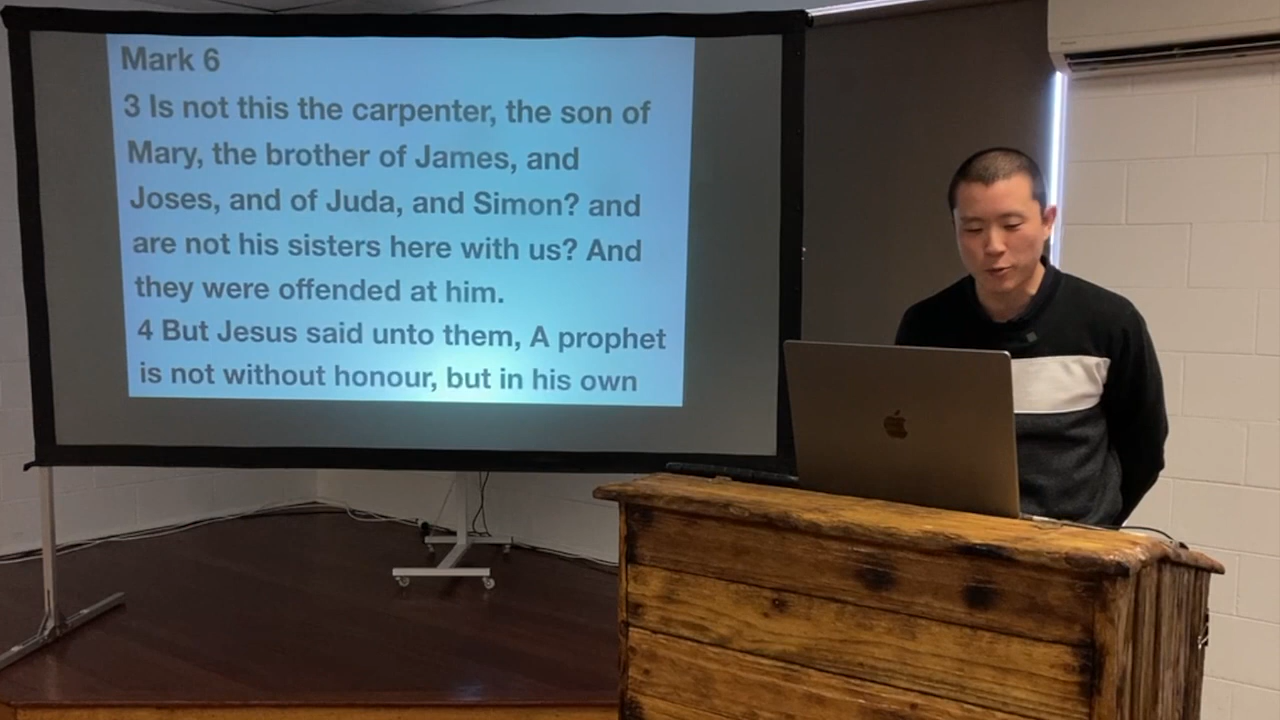 Mark 6
3 Is not this the carpenter, the son of
Mary, the brother of James, and
Joses, and of Juda, and Simon? and
are not his sisters here with us? And
they were offended at him.
4 But Jesus said unto them, A prophet
is not without honour, but in his own